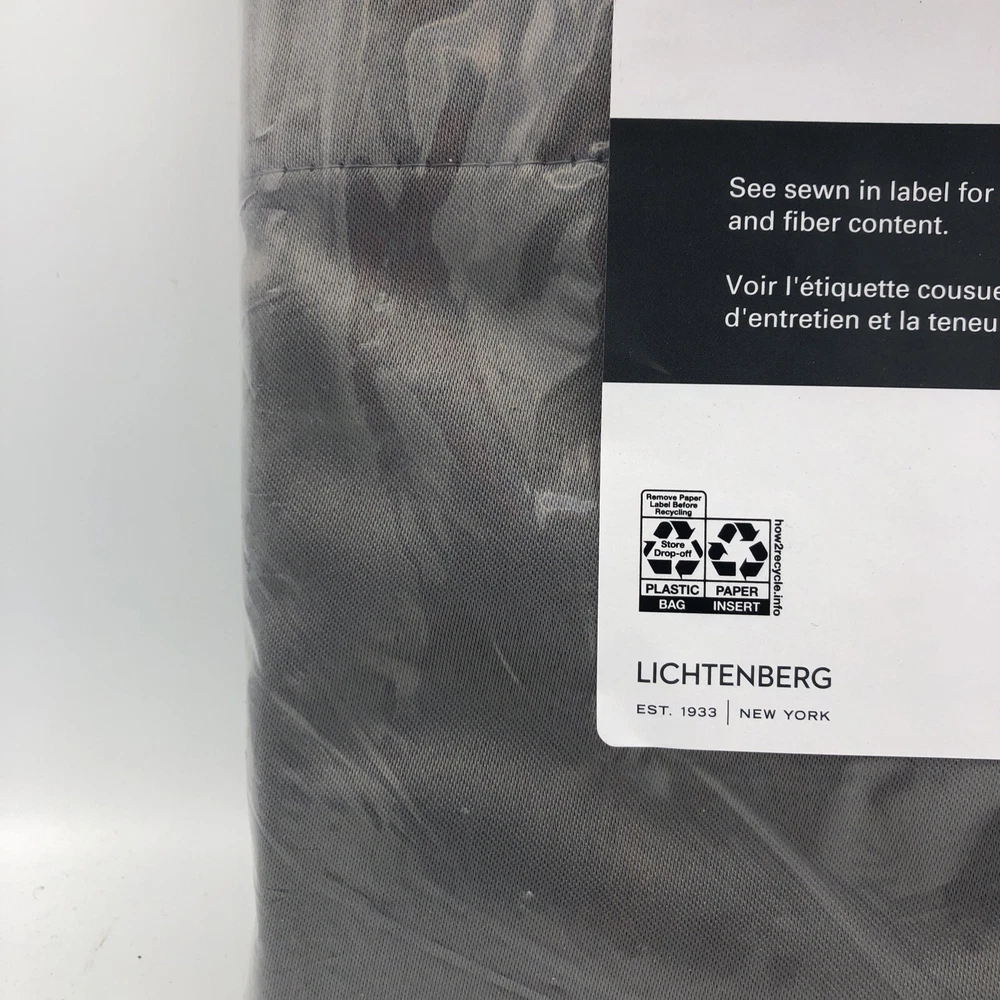 See sewn in label for
and fiber content.
Voir l'étiquette cousue
d'entretien et la teneu
Remove Paper
Label Before
Recycling
Store
Drop-off
PLASTIC
BAG
PAPER
INSERT
how2recycle.info
LICHTENBERG
EST. 1933 | NEW YORK